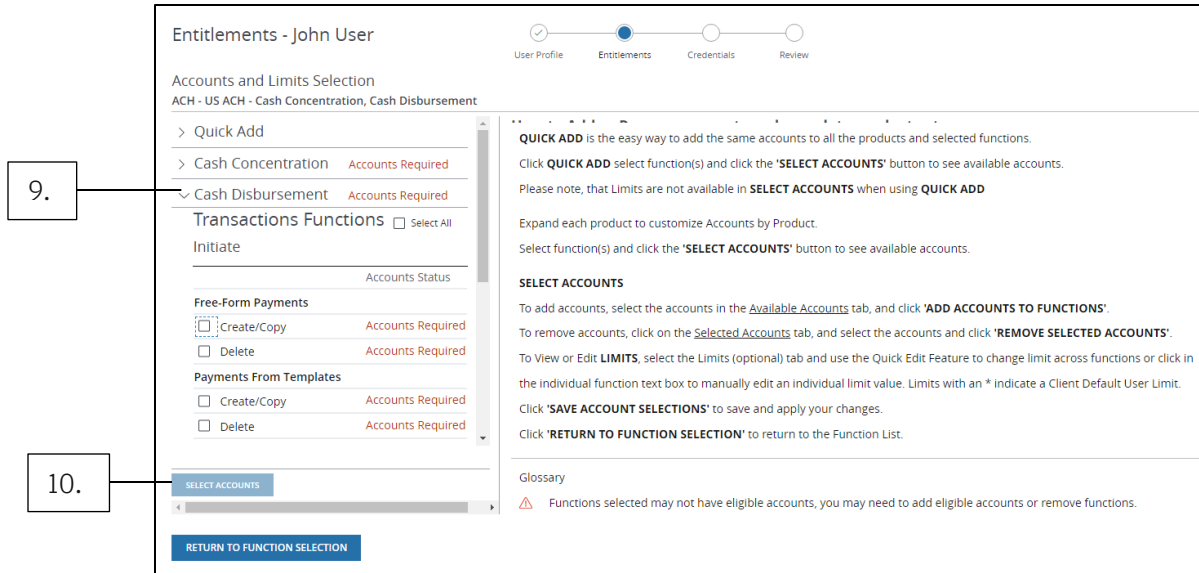 Entitlements - John User
User Profile
Entitlements
Credentials
Review
Accounts and Limits Selection
ACH - US ACH - Cash Concentration, Cash Disbursement
Quick Add
Cash Concentration Accounts Required
9.
Cash Disbursement Accounts Required
Transactions Functions Select All
Initiate
Accounts Status
Free-Form Payments
Create/Copy Accounts Required
Delete Accounts Required
Payments From Templates
Create/Copy Accounts Required
Delete Accounts Required
10.
SELECT ACCOUNTS
RETURN TO FUNCTION SELECTION
QUICK ADD is the easy way to add the same accounts to all the products and selected functions.
Click QUICK ADD select function(s) and click the 'SELECT ACCOUNTS' button to see available accounts.
Please note, that Limits are not available in SELECT ACCOUNTS when using QUICK ADD
Expand each product to customize Accounts by Product.
Select function(s) and click the 'SELECT ACCOUNTS' button to see available accounts.
SELECT ACCOUNTS
To add accounts, select the accounts in the Available Accounts tab, and click 'ADD ACCOUNTS TO FUNCTIONS'.
To remove accounts, click on the Selected Accounts tab, and select the accounts and click 'REMOVE SELECTED ACCOUNTS'.
To View or Edit LIMITS, select the Limits (optional) tab and use the Quick Edit Feature to change limit across functions or click in
the individual function text box to manually edit an individual limit value. Limits with an * indicate a Client Default User Limit.
Click 'SAVE ACCOUNT SELECTIONS' to save and apply your changes.
Click 'RETURN TO FUNCTION SELECTION' to return to the Function List.
Glossary
Functions selected may not have eligible accounts, you may need to add eligible accounts or remove functions.